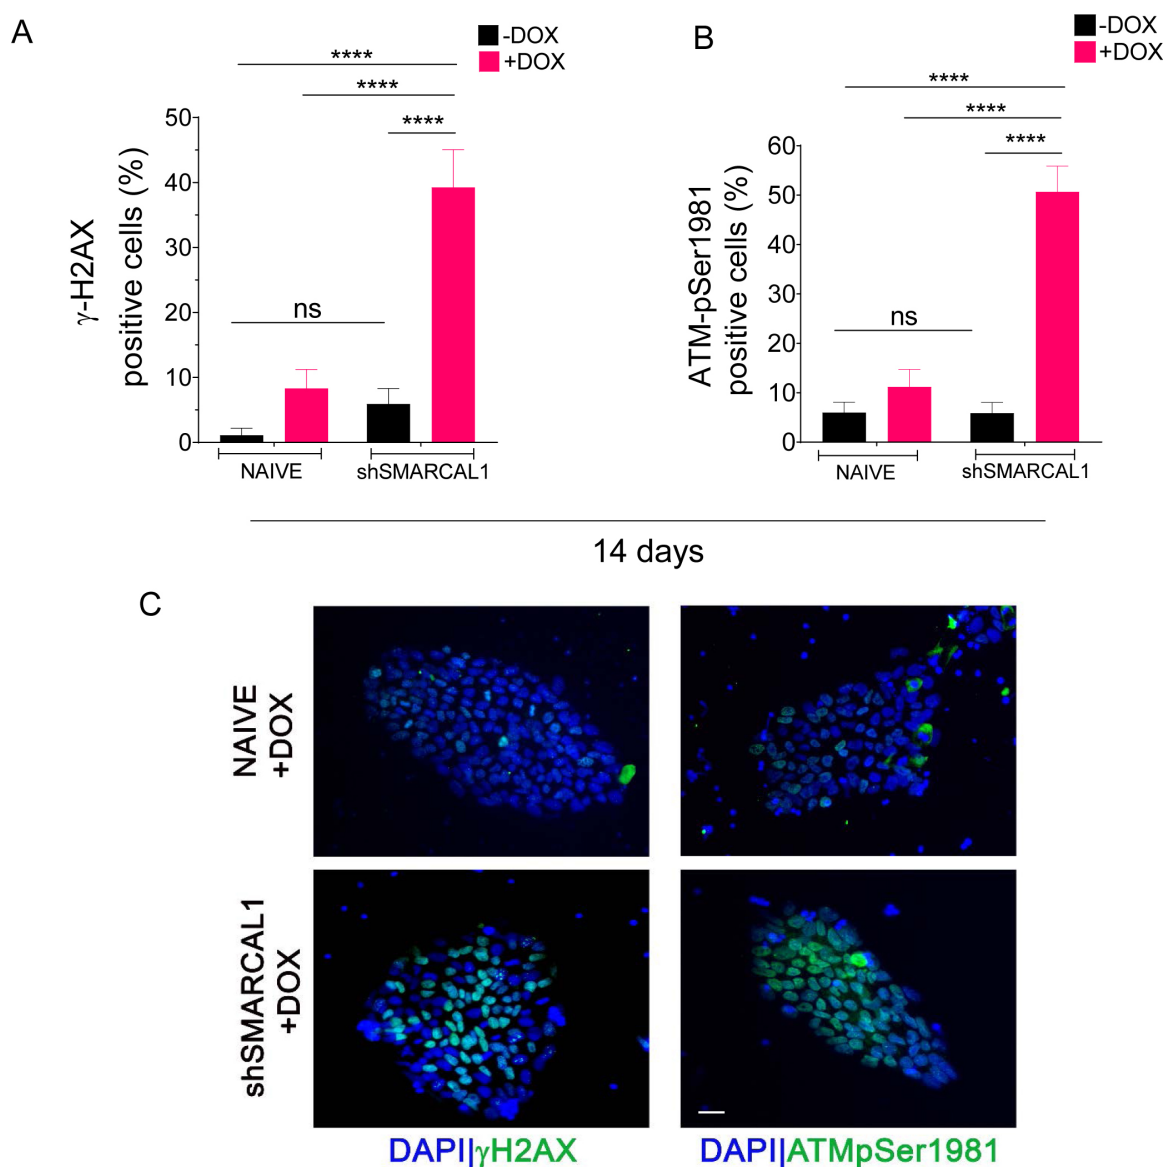 A
-DOX
+DOX
****
****
****
ns
50
40
30
20
10
0
γ-H2AX
positive cells (%)
NAIVE
shSMARCAL1
B
-DOX
+DOX
****
****
****
ns
60
50
40
30
20
10
0
ATM-pSer1981
positive cells (%)
NAIVE
shSMARCAL1
14 days
C
NAIVE
+DOX
shSMARCAL1
+DOX
DAPI|γH2AX
DAPI|ATMpSer1981